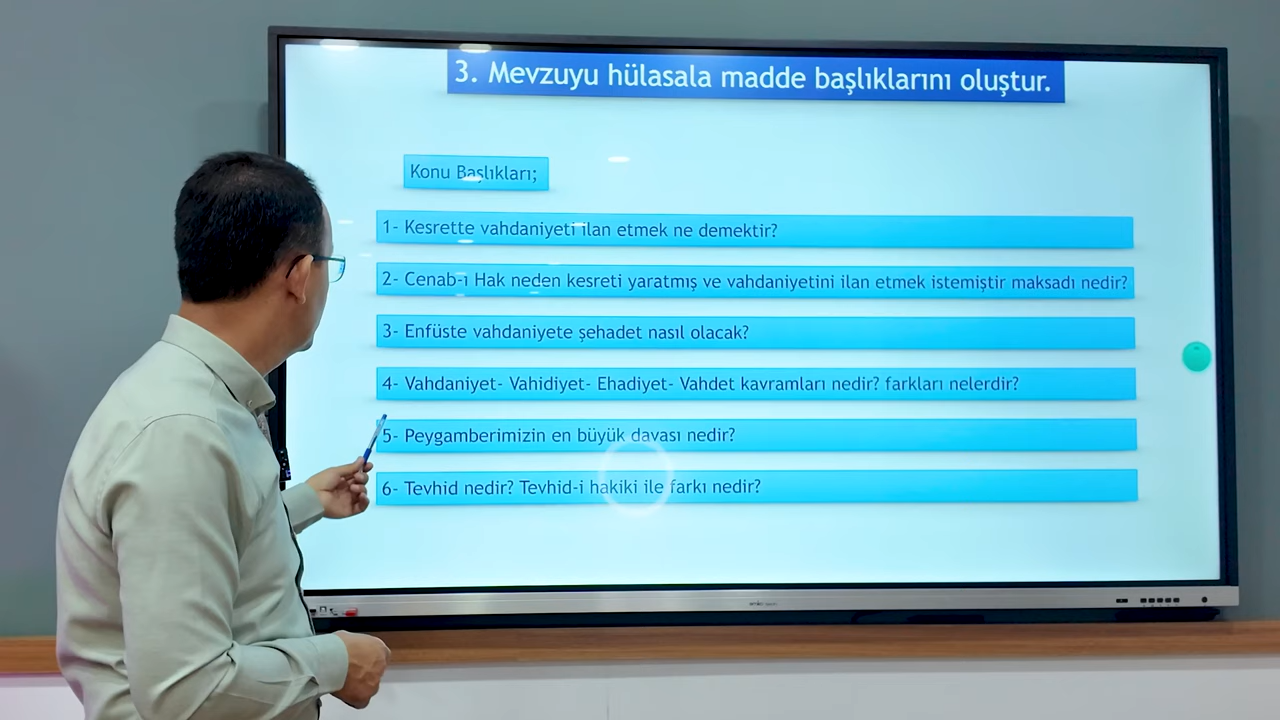 3. Mevzuyu hülasala madde başlıklarını oluştur.
Konu Başlıkları;
1- Kesrette vahdaniyeti ilan etmek ne demektir?
2- Cenab-ı Hak neden kesreti yaratmış ve vahdaniyetini ilan etmek istemiştir maksadı nedir?
3- Enfüste vahdaniyete şehadet nasıl olacak?
4- Vahdaniyet- Vahidiyet- Ehadiyet- Vahdet kavramları nedir? farkları nelerdir?
5- Peygamberimizin en büyük davası nedir?
6- Tevhid nedir? Tevhid-i hakiki ile farkı nedir?